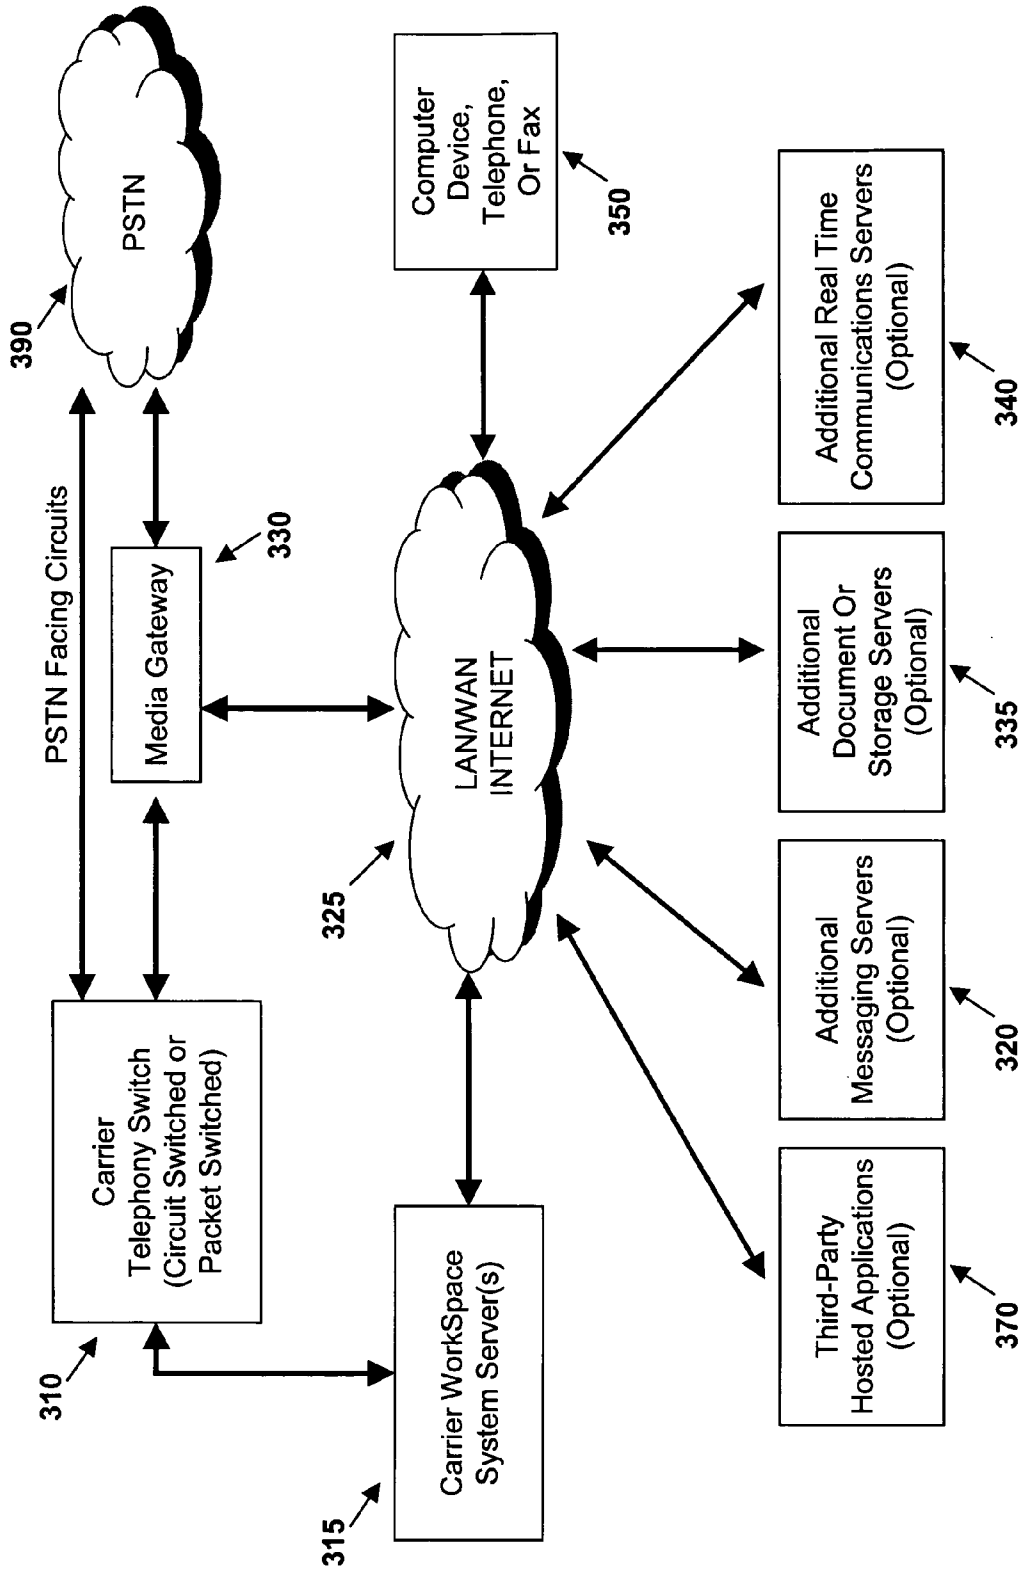 310
Carrier
Telephony Switch
(Circuit Switched or
Packet Switched)
PSTN Facing Circuits
Media Gateway
330
390
PSTN
315
Carrier WorkSpace
System Server(s)
325
LAN/WAN
INTERNET
Computer
Device,
Telephone,
Or Fax
350
Third-Party
Hosted Applications
(Optional)
370
Additional
Messaging Servers
(Optional)
320
Additional
Document Or
Storage Servers
(Optional)
335
Additional Real Time
Communications Servers
(Optional)
340